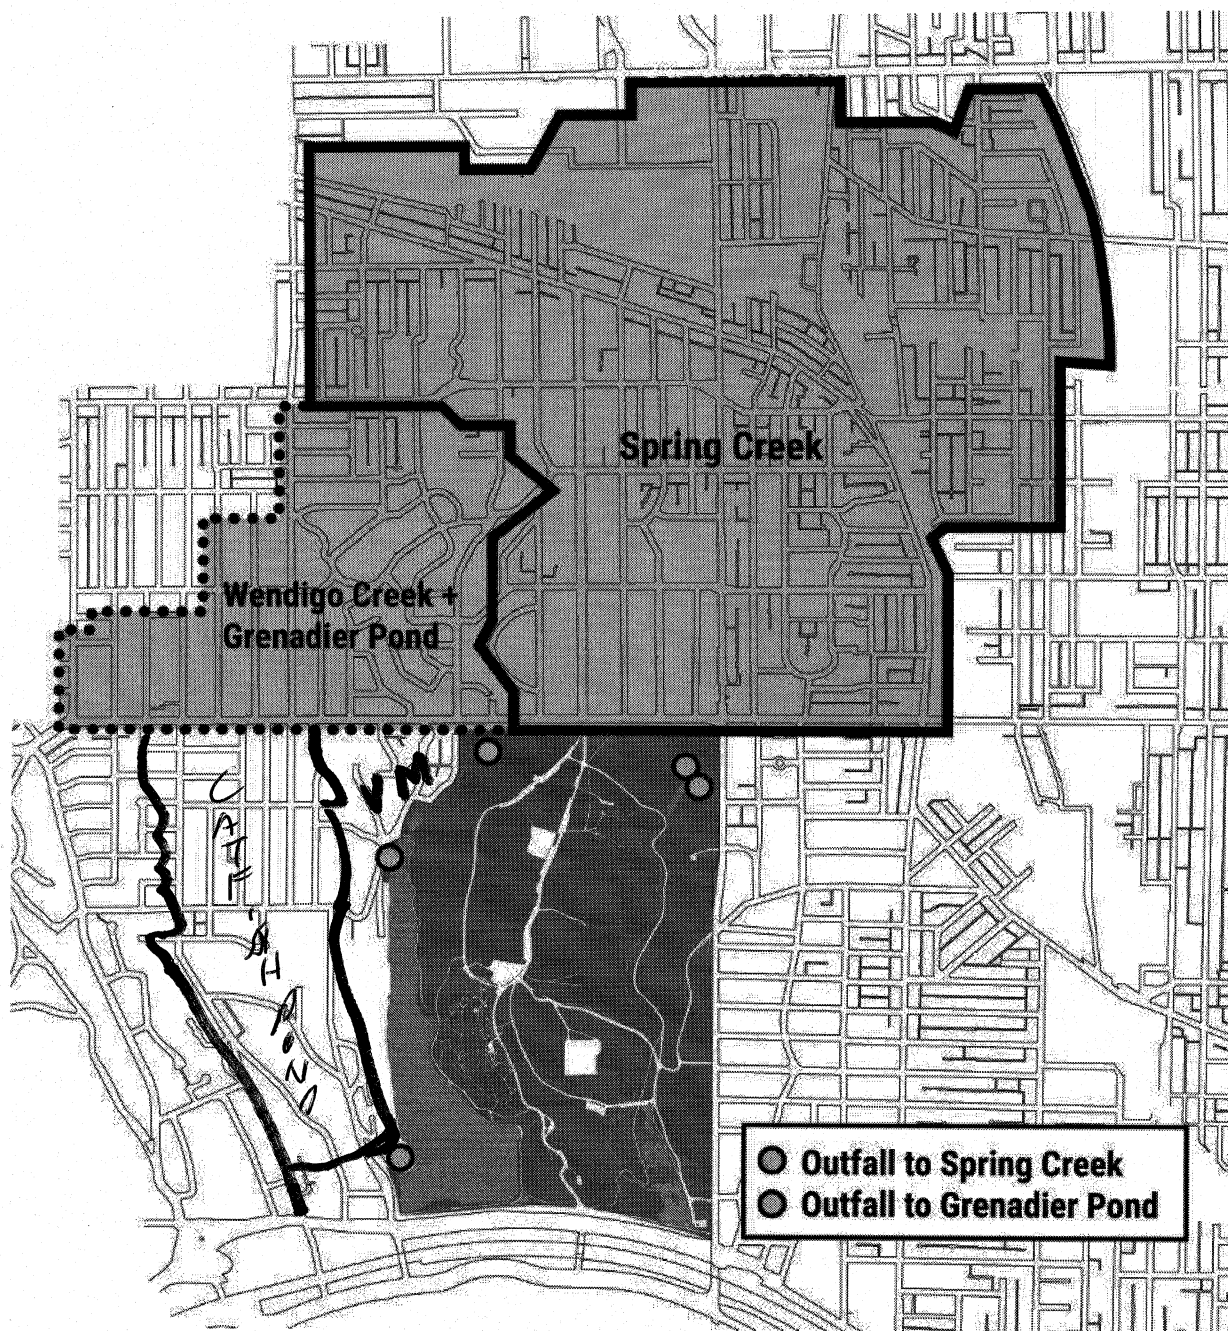 Spring Creek
Wendigo Creek +
Grenadier Pond
Outfall to Spring Creek
Outfall to Grenadier Pond